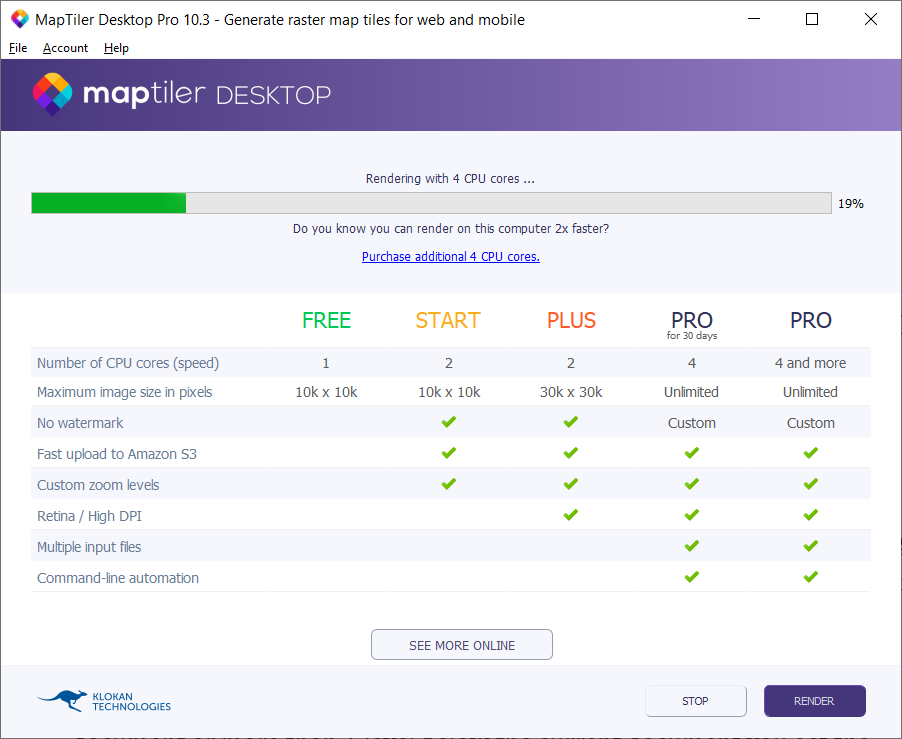 MapTiler Desktop Pro 10.3 - Generate raster map tiles for web and mobile
File Account Help
maptiler DESKTOP
Rendering with 4 CPU cores ...
19%
Do you know you can render on this computer 2x faster?
Purchase additional 4 CPU cores.
FREE START PLUS PRO PRO
for 30 days
Number of CPU cores (speed) 1 2 2 4 4 and more
Maximum image size in pixels 10k x 10k 10k x 10k 30k x 30k Unlimited Unlimited
No watermark Custom Custom
Fast upload to Amazon S3
Custom zoom levels
Retina / High DPI
Multiple input files
Command-line automation
SEE MORE ONLINE
KLOKAN
TECHNOLOGIES
STOP RENDER